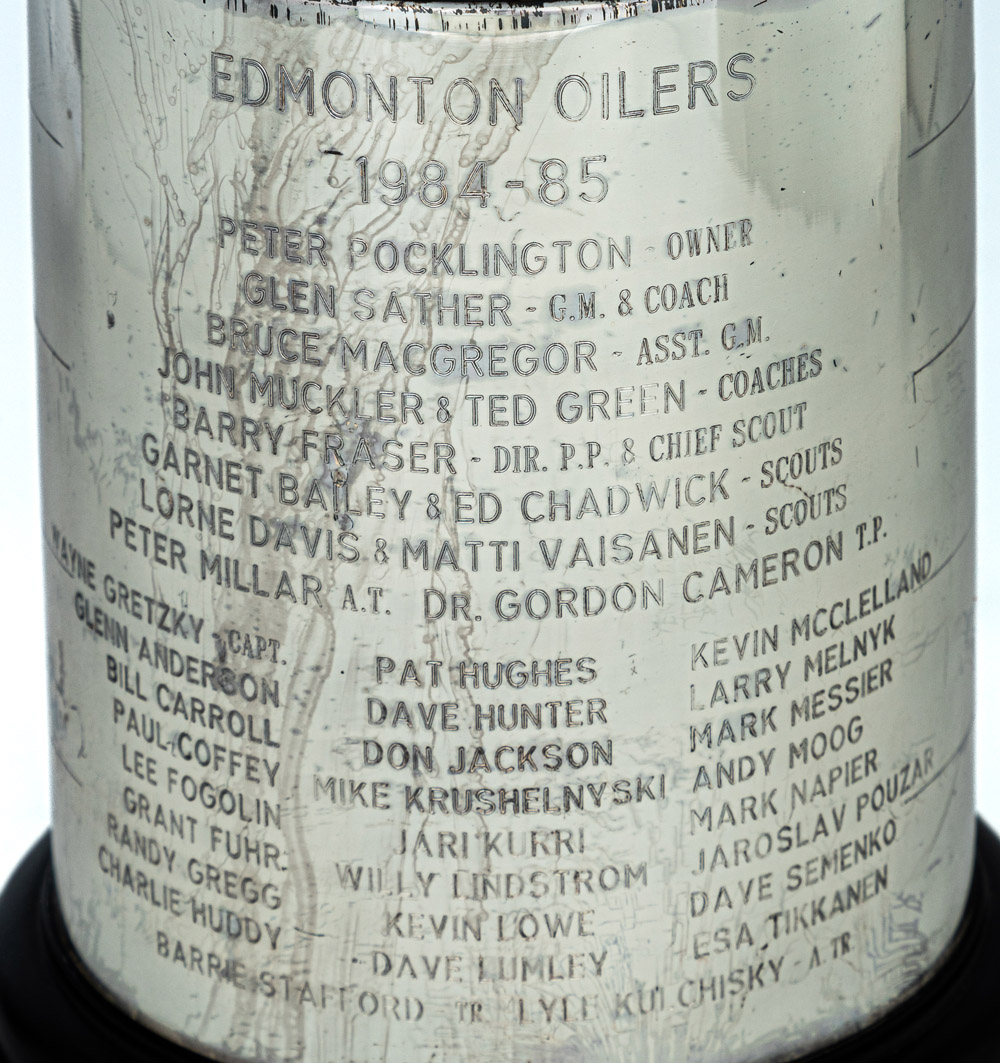 EDMONTON OILERS
1984-85
PETER POCKLINGTON - OWNER
GLEN SATHER - G.M. & COACH
BRUCE MACGREGOR - ASST. G.M.
JOHN MUCKLER & TED GREEN - COACHES
BARRY FRASER - DIR. P.P. & CHIEF SCOUT
GARNET BAILEY & ED CHADWICK - SCOUTS
LORNE DAVIS & MATTI VAISANEN - SCOUTS
PETER MILLAR A.T. DR. GORDON CAMERON T.P.
WAYNE GRETZKY - CAPT.
GLENN ANDERSON
BILL CARROLL
PAUL COFFEY
LEE FOGOLIN
GRANT FUHR
RANDY GREGG
CHARLIE HUDDY
PAT HUGHES
DAVE HUNTER
DON JACKSON
MIKE KRUSHELNYSKI
JARI KURRI
WILLY LINDSTROM
KEVIN LOWE
DAVE LUMLEY
KEVIN MCCLELLAND
LARRY MELNYK
MARK MESSIER
ANDY MOOG
MARK NAPIER
JAROSLAV POUZAR
DAVE SEMENKO
ESA TIKKANEN
BARRIE STAFFORD TR LYLE KULCHISKY - A TR